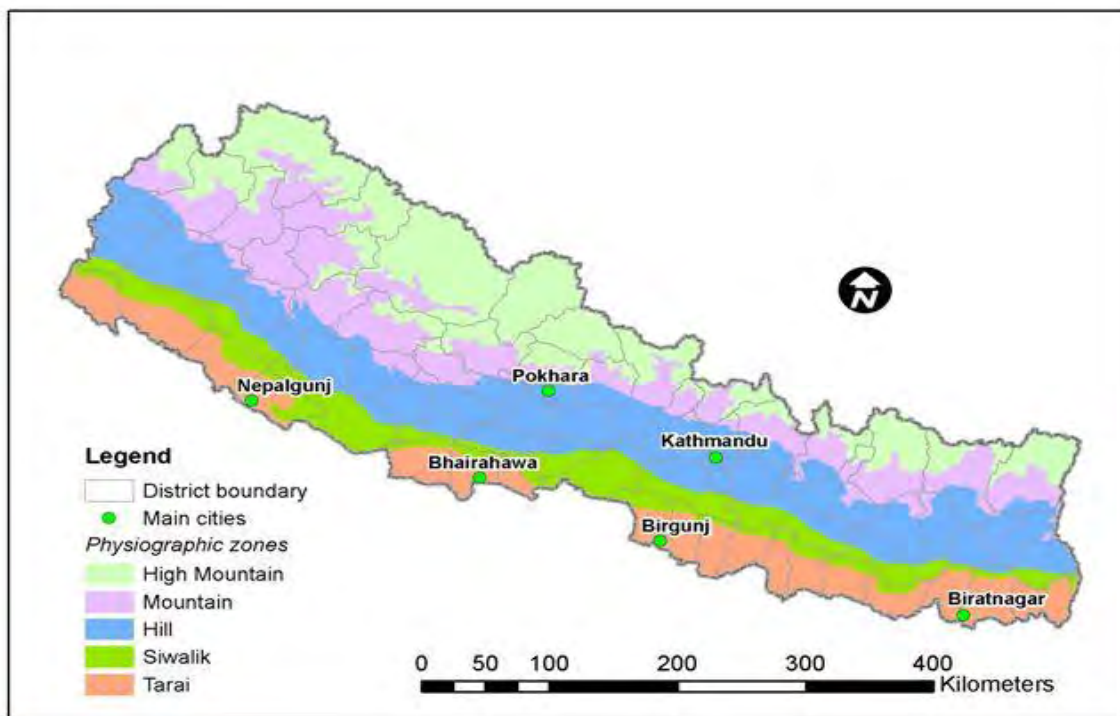 N
Pokhara
Nepalgunj
Kathmandu
Bhairahawa
Birgunj
Biratnagar
Legend
District boundary
Main cities
Physiographic zones
High Mountain
Mountain
Hill
Siwalik
Tarai
0 50 100 200 300 400
Kilometers